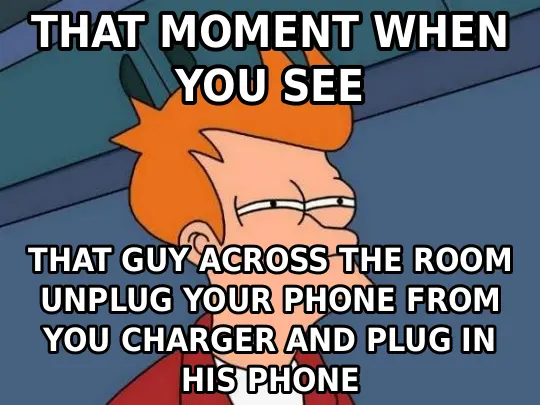 THAT MOMENT WHEN
YOU SEE
THAT GUY ACROSS THE ROOM
UNPLUG YOUR PHONE FROM
YOU CHARGER AND PLUG IN
HIS PHONE